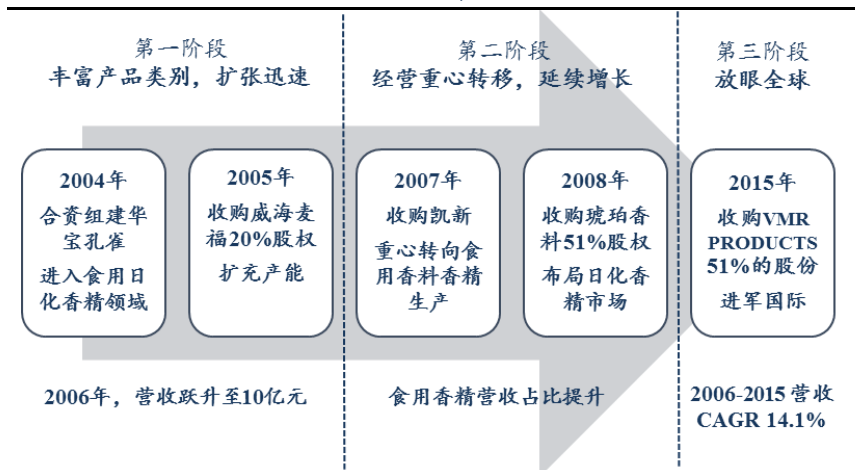 第一阶段
丰富产品类别，扩张迅速
第二阶段
经营重心转移，延续增长
第三阶段
放眼全球
2004年
合资组建华
宝孔雀
进入食用日
化香精领域
2005年
收购威海麦
福20%股权
扩充产能
2007年
收购凯新
重心转向食
用香料香精
生产
2008年
收购琥珀香
料51%股权
布局日化香
精市场
2015年
收购VMR
PRODUCTS
51%的股份
进军国际
2006年，营收跃升至10亿元
食用香精营收占比提升
2006-2015 营收
CAGR 14.1%